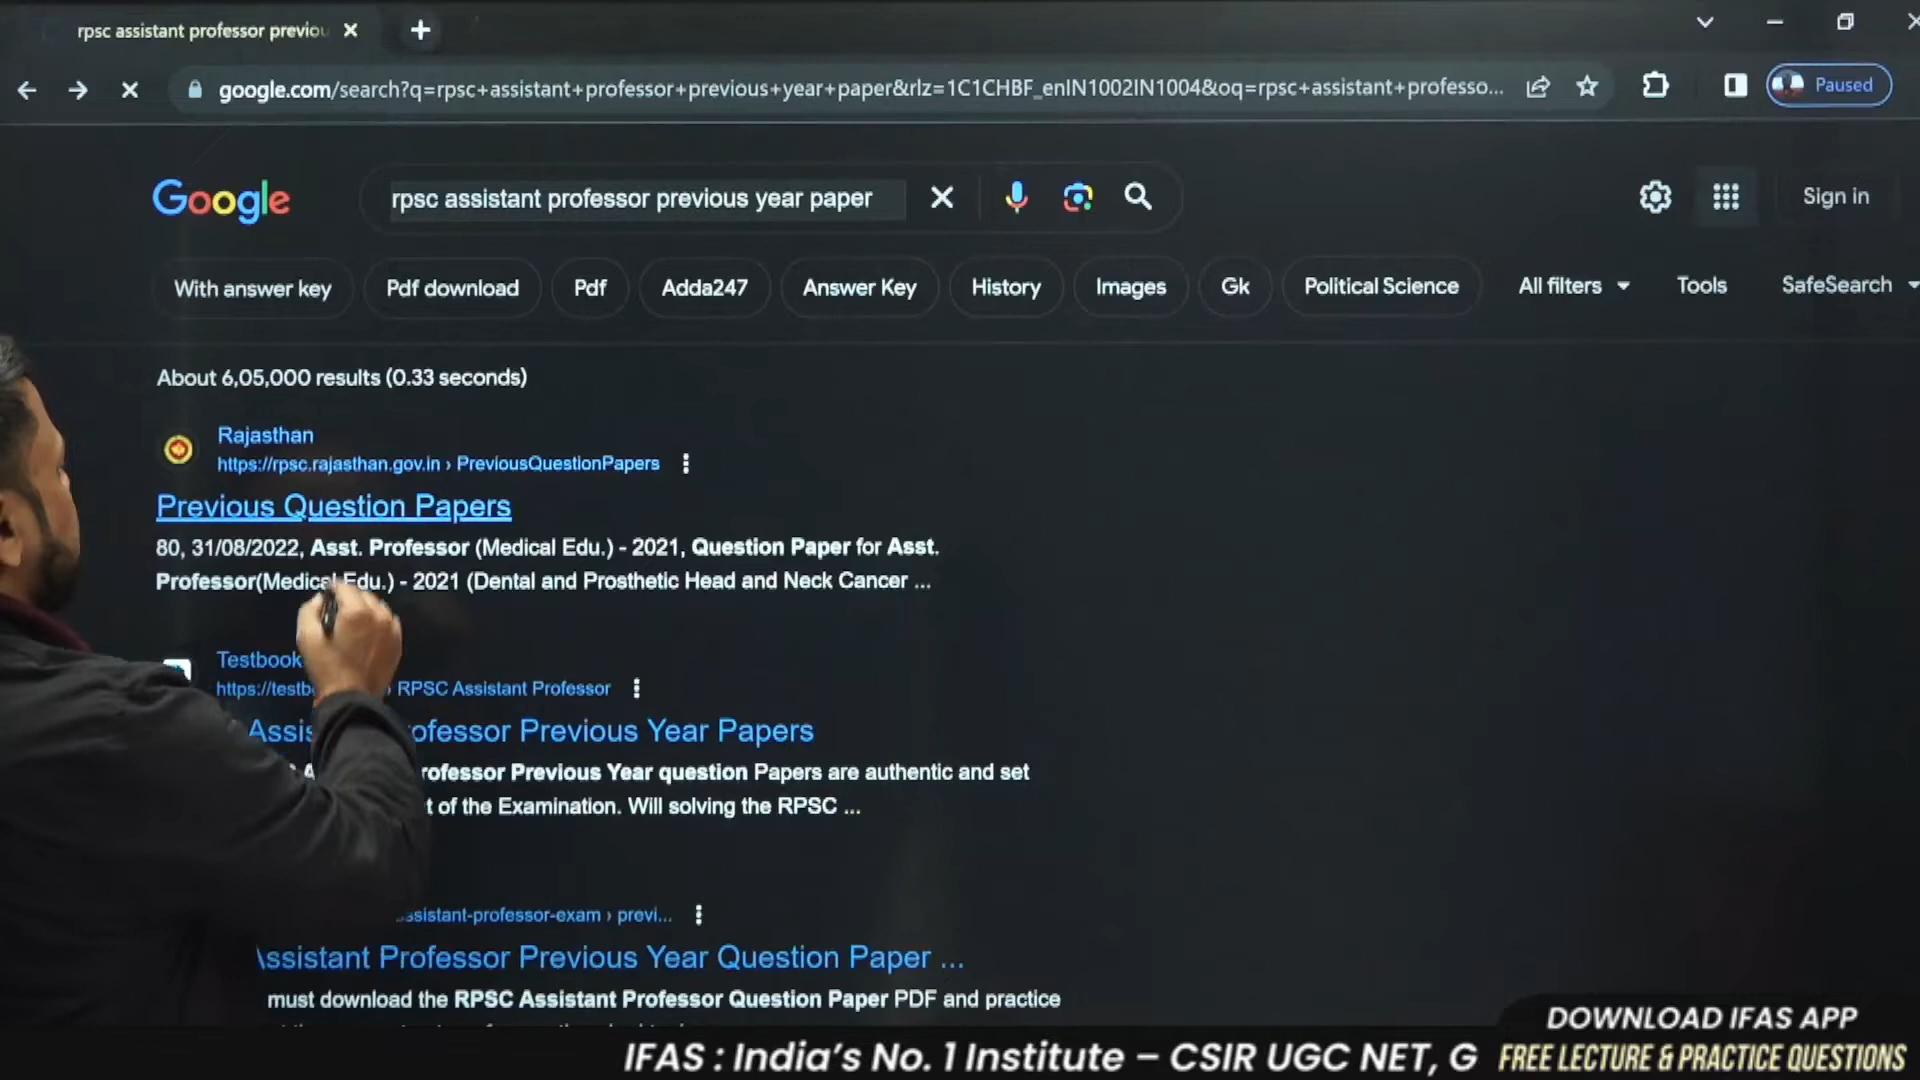 rpsc assistant professor previou
google.com/search?q=rpsc+assistant+professor+previous+year+paper&rlz=1C1CHBF_enIN1002IN1004&oq=rpsc+assistant+professo...
Paused
Google
rpsc assistant professor previous year paper
Sign in
With answer key
Pdf download
Pdf
Adda247
Answer Key
History
Images
Gk
Political Science
All filters
Tools
SafeSearch
About 6,05,000 results (0.33 seconds)
Rajasthan
https://rpsc.rajasthan.gov.in › PreviousQuestionPapers
Previous Question Papers
80, 31/08/2022, Asst. Professor (Medical Edu.) - 2021, Question Paper for Asst.
Professor(Medical Edu.) - 2021 (Dental and Prosthetic Head and Neck Cancer ...
Testbook
https://testb › RPSC Assistant Professor
Assis ofessor Previous Year Papers
rofessor Previous Year question Papers are authentic and set
t of the Examination. Will solving the RPSC ...
ssistant-professor-exam › previ...
Assistant Professor Previous Year Question Paper ...
must download the RPSC Assistant Professor Question Paper PDF and practice
DOWNLOAD IFAS APP
IFAS : India's No. 1 Institute – CSIR UGC NET, G
FREE LECTURE & PRACTICE QUESTIONS